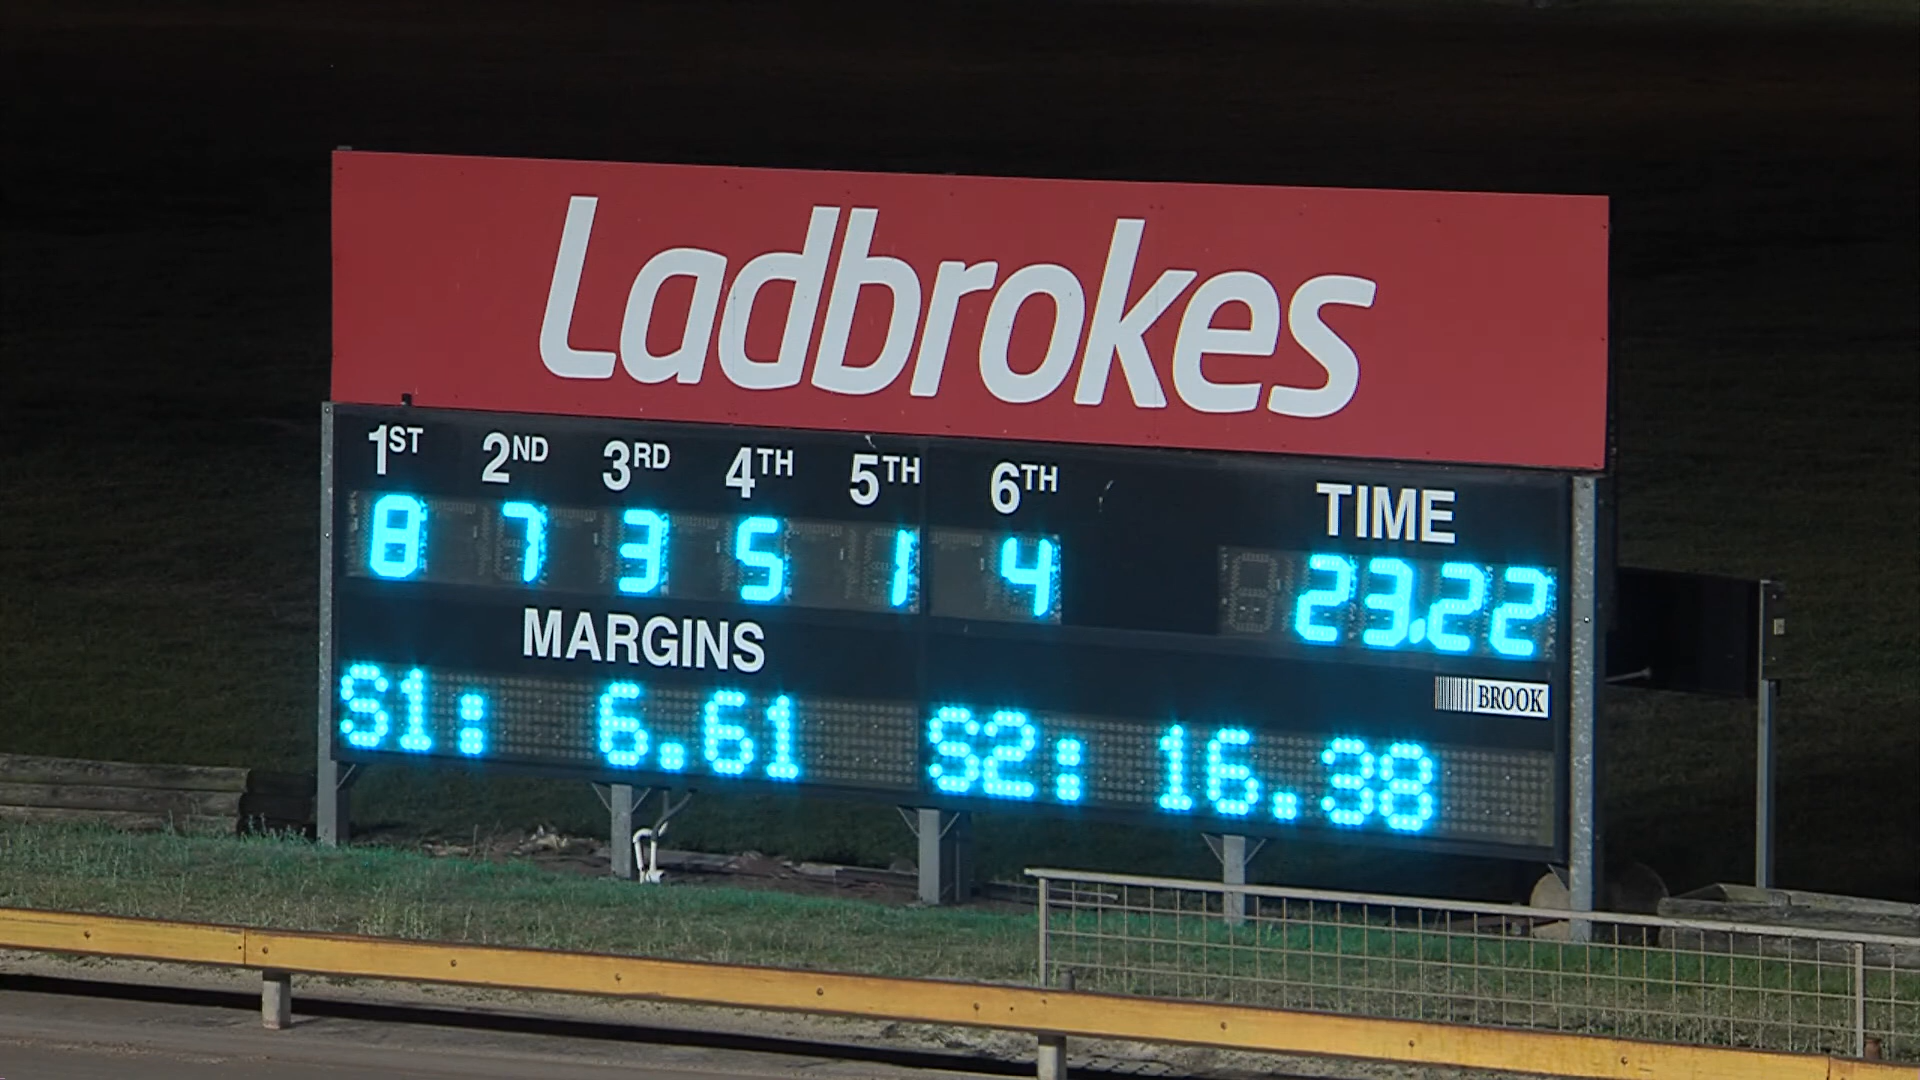 Ladbrokes
1ST 2ND 3RD 4TH 5TH 6TH TIME
8 7 3 5 1 4 23.22
MARGINS
BROOK
S1: 6.61 S2: 16.38